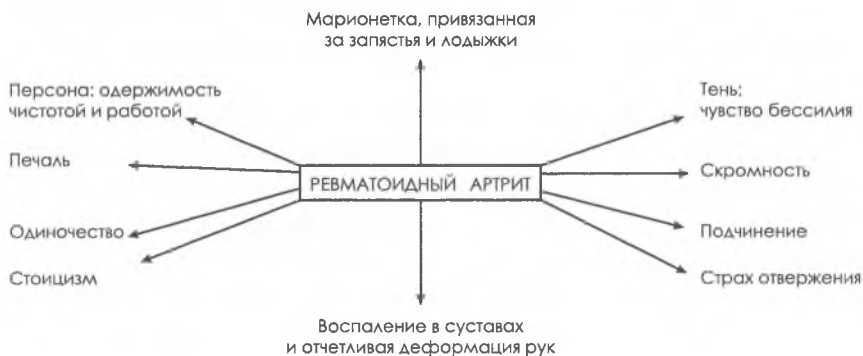 Марионетка, привязанная
за запястья и лодыжки
Персона: одержимость
чистотой и работой
Тень:
чувство бессилия
Печаль
РЕВМАТОИДНЫЙ АРТРИТ
Скромность
Одиночество
Подчинение
Стоицизм
Страх отвержения
Воспаление в суставах
и отчетливая деформация рук